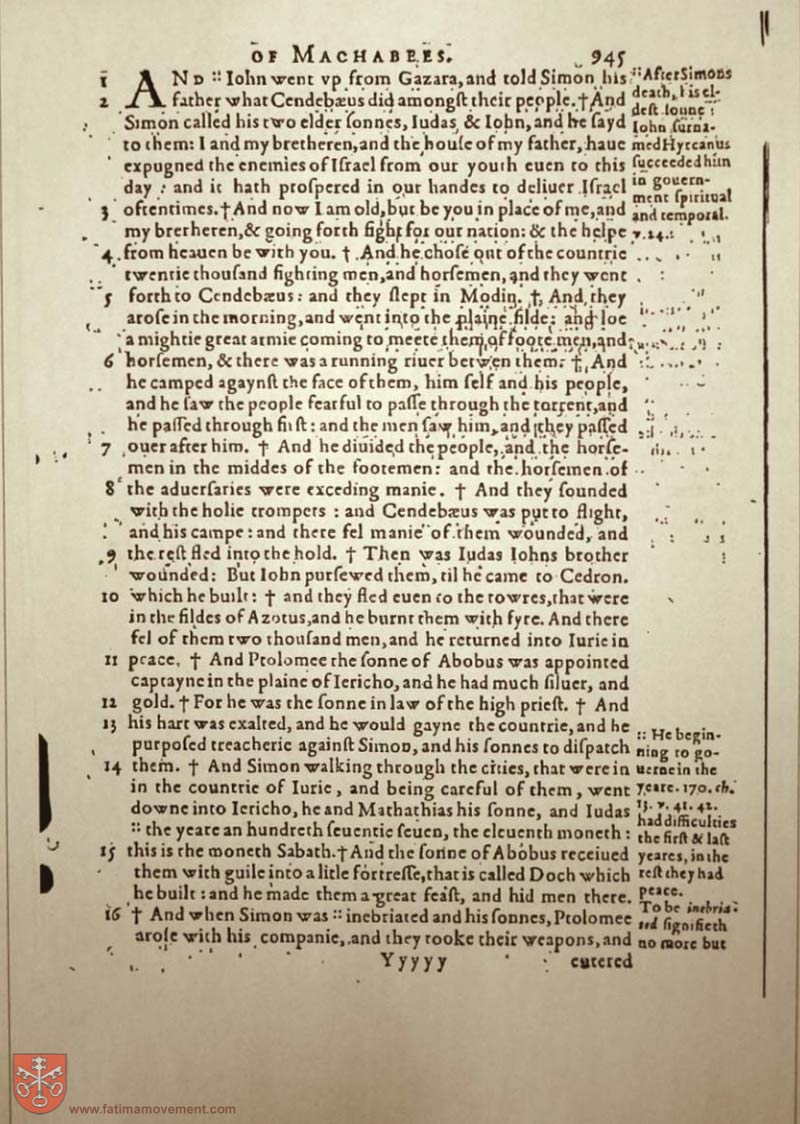 OF MACHABEES. 945
1 AND :: Iohn went vp from Gazara, and told Simon his
2 father what Cendebæus did amongſt their people. † And
Simon called his two elder ſonnes, Iudas & Iohn, and he ſayd
to them: I and my bretheren, and the houſe of my father, haue
expugned the enemies of Iſrael from our youth euen to this
day : and it hath proſpered in our handes to deliuer Iſrael
3 oftentimes. † And now I am old, but be you in place of me, and
my bretheren, & going forth fight for our nation: & the helpe
4 from heauen be with you. † And he choſe out of the countrie
twentie thouſand fighting men, and horſemen, and they went
5 forth to Cendebæus: and they ſlept in Modin. † And they
aroſe in the morning, and went into the plaine filde: and loe
a mightie great armie coming to meete them of foote men, and
6 horſemen, & there was a running riuer betwen them. † And
he camped agaynſt the face of them, him ſelf and his people,
and he ſaw the people fearful to paſſe through the torrent, and
he paſſed through firſt: and the men ſaw him, and they paſſed
7 ouer after him. † And he diuided the people, and the horſe-
men in the middes of the footemen: and the horſemen of
8 the aduerſaries were exceding manie. † And they ſounded
with the holie trompets : and Cendebæus was put to flight,
and his campe: and there fel manie of them wounded, and
9 the reſt fled into the hold. † Then was Iudas Iohns brother
wounded: But Iohn purſewed them, til he came to Cedron.
10 which he built: † and they fled euen to the towres, that were
in the fildes of Azotus, and he burnt them with fyre. And there
fel of them two thouſand men, and he returned into Iurie in
11 peace. † And Ptolomee the ſonne of Abobus was appointed
captayne in the plaine of Iericho, and he had much ſiluer, and
12 gold. † For he was the ſonne in law of the high prieſt. † And
13 his hart was exalted, and he would gayne the countrie, and he
purpoſed treacherie againſt Simon, and his ſonnes to diſpatch
14 them. † And Simon walking through the cities, that were in
in the countrie of Iurie, and being careful of them, went
downe into Iericho, he and Mathathias his ſonne, and Iudas
:: the yeare an hundreth ſeuentie ſeuen, the eleuenth moneth :
15 this is the moneth Sabath. † And the ſonne of Abobus receiued
them with guile into a litle fortreſſe, that is called Doch which
he built: and he made them a great feaſt, and hid men there.
16 † And when Simon was :: inebriated and his ſonnes, Ptolomee
aroſe with his companie, and they tooke their weapons, and
Yyyyy entered
:: After Simons
death, his el-
deſt ſonne
Iohn ſurna-
med Hyrcanus
ſucceeded him
in gouern-
ment ſpiritual
and temporal.
v. 24.
:: He begin-
ning to go-
uerne in the
yeare. 170. ch.
13. v. 41. 42.
had difficulties
the firſt & laſt
yeares, in the
reſt they had
peace.
To be inebria-
ted ſignifieth
no more but
www.fatimamovement.com